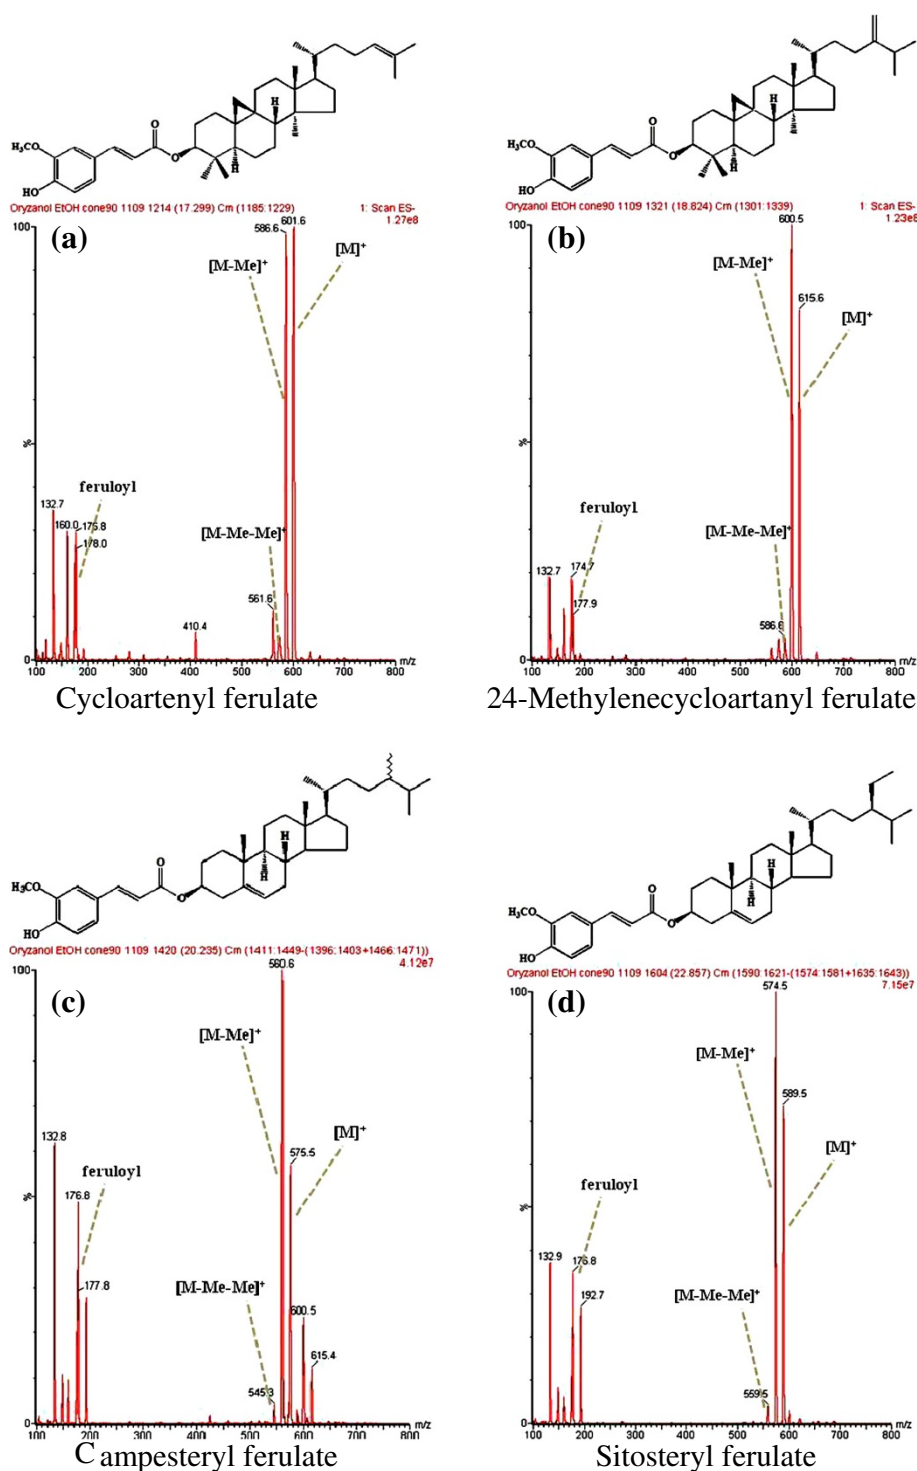 H₃CO
HO
O
O
H
H
Oryzanol EtOH cone90 1109 1214 (17.299) Cm (1185:1229)
1: Scan ES-
1.27e8
(a)
100
%
0
586.6
601.6
[M-Me]⁺
[M]⁺
feruloyl
132.7
160.0
175.8
178.0
[M-Me-Me]⁺
561.6
410.4
100 200 300 400 500 600 700 800 m/z
Cycloartenyl ferulate
H₃CO
HO
O
O
H
H
Oryzanol EtOH cone90 1109 1321 (18.824) Cm (1301:1339)
1: Scan ES-
1.23e8
(b)
100
%
0
600.5
615.6
[M-Me]⁺
[M]⁺
feruloyl
132.7
174.7
177.9
[M-Me-Me]⁺
586.6
100 200 300 400 500 600 700 800 m/z
24-Methylenecycloartanyl ferulate
H₃CO
HO
O
O
H
H
Oryzanol EtOH cone90 1109 1420 (20.235) Cm (1411:1449-(1396:1403+1466:1471))
4.12e7
(c)
100
%
0
560.6
[M-Me]⁺
575.5
[M]⁺
132.8
feruloyl
176.8
177.8
[M-Me-Me]⁺
545.3
600.5
615.4
100 200 300 400 500 600 700 800 m/z
Campesteryl ferulate
H₃CO
HO
O
O
H
H
Oryzanol EtOH cone90 1109 1604 (22.857) Cm (1590:1621-(1574:1581+1635:1643))
7.15e7
(d)
100
%
0
574.5
[M-Me]⁺
589.5
[M]⁺
feruloyl
132.9
176.8
192.7
[M-Me-Me]⁺
559.5
100 200 300 400 500 600 700 800 m/z
Sitosteryl ferulate